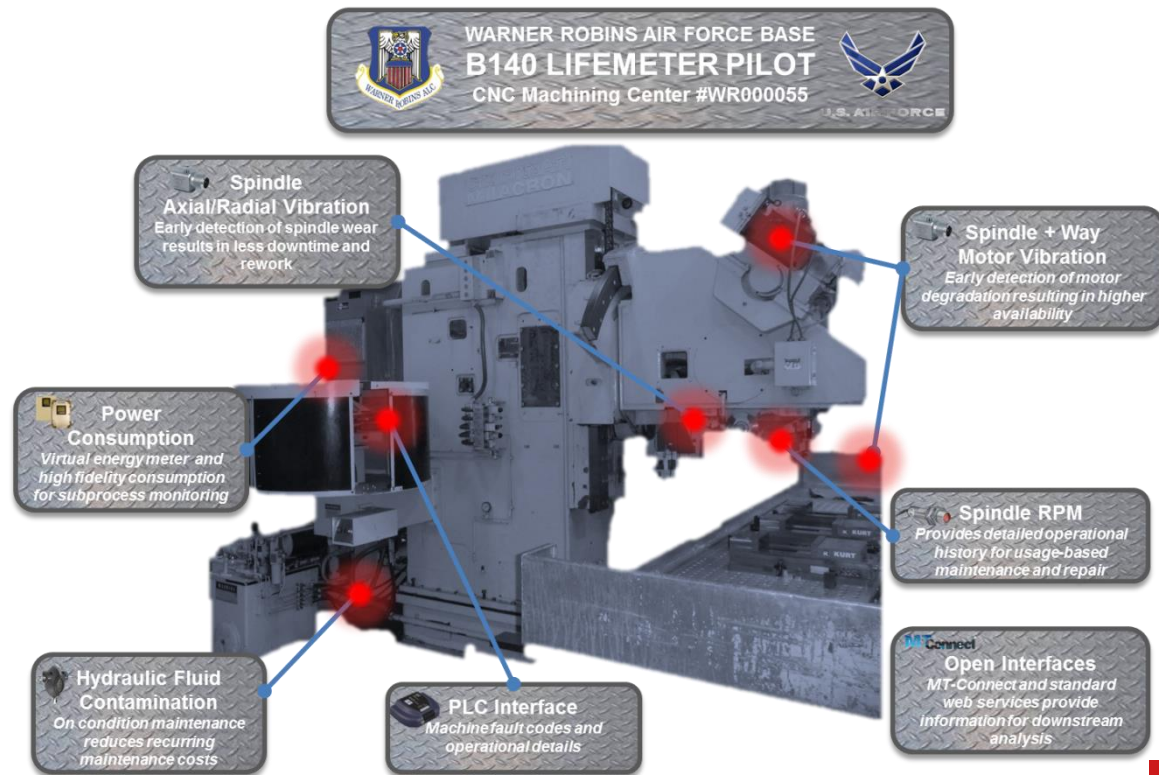 WARNER ROBINS AIR FORCE BASE
B140 LIFEMETER PILOT
CNC Machining Center #WR000055
WARNER ROBINS ALC
U.S. AIR FORCE
Spindle
Axial/Radial Vibration
Early detection of spindle wear
results in less downtime and
rework
MILACRON
Spindle + Way
Motor Vibration
Early detection of motor
degradation resulting in higher
availability
Power
Consumption
Virtual energy meter and
high fidelity consumption
for subprocess monitoring
Spindle RPM
Provides detailed operational
history for usage-based
maintenance and repair
KURT
KURT
Hydraulic Fluid
Contamination
On condition maintenance
reduces recurring
maintenance costs
PLC Interface
Machine fault codes and
operational details
MTConnect
Open Interfaces
MT-Connect and standard
web services provide
information for downstream
analysis